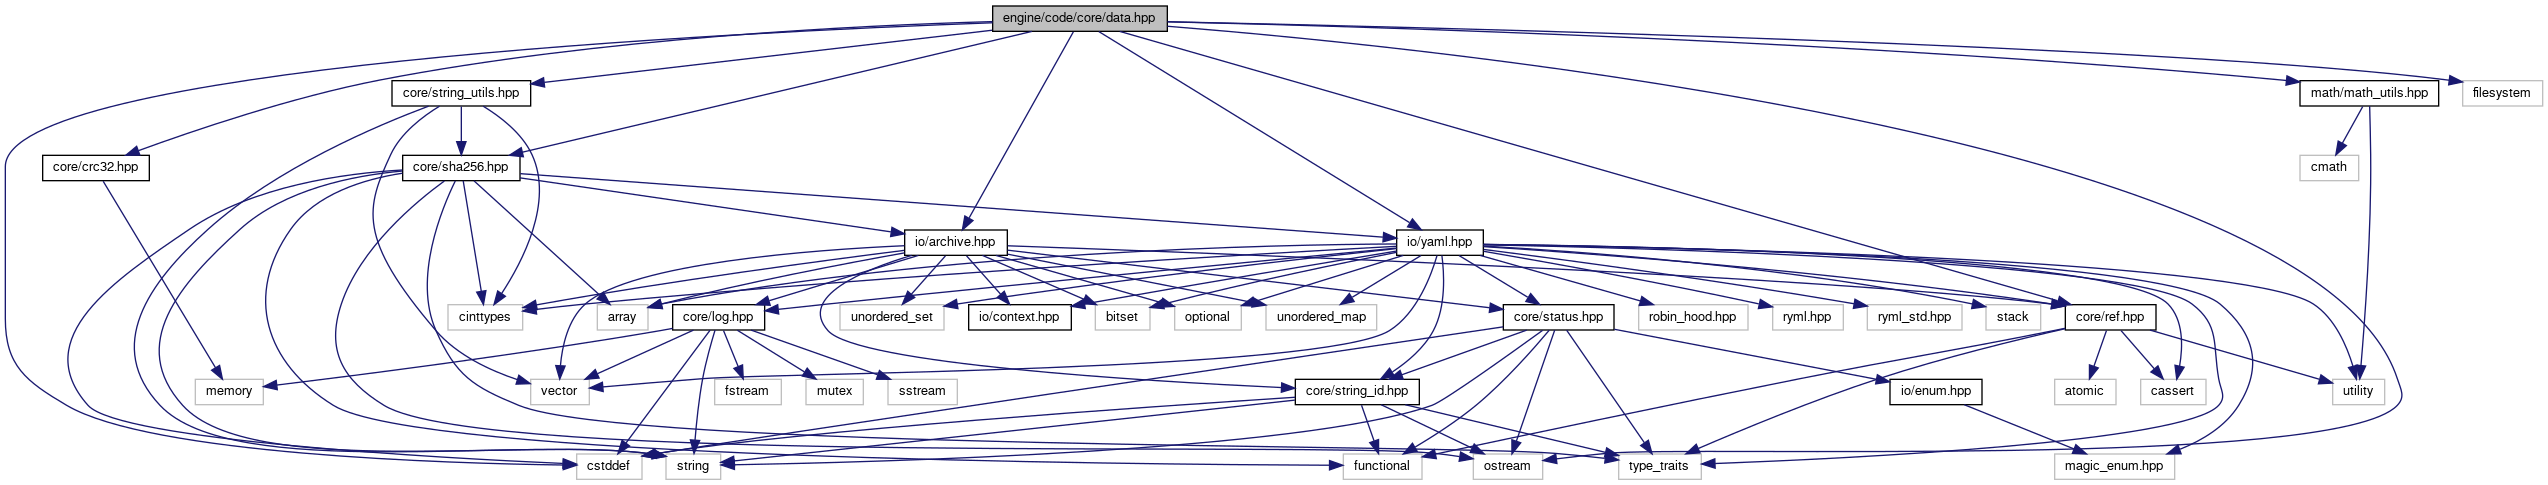 engine/code/core/data.hpp
core/string_utils.hpp
math/math_utils.hpp
filesystem
core/crc32.hpp
core/sha256.hpp
cmath
io/archive.hpp
io/yaml.hpp
cinttypes
array
core/log.hpp
unordered_set
io/context.hpp
bitset
optional
unordered_map
core/status.hpp
robin_hood.hpp
ryml.hpp
ryml_std.hpp
stack
core/ref.hpp
memory
vector
fstream
mutex
sstream
core/string_id.hpp
io/enum.hpp
atomic
cassert
utility
cstddef
string
functional
ostream
type_traits
magic_enum.hpp